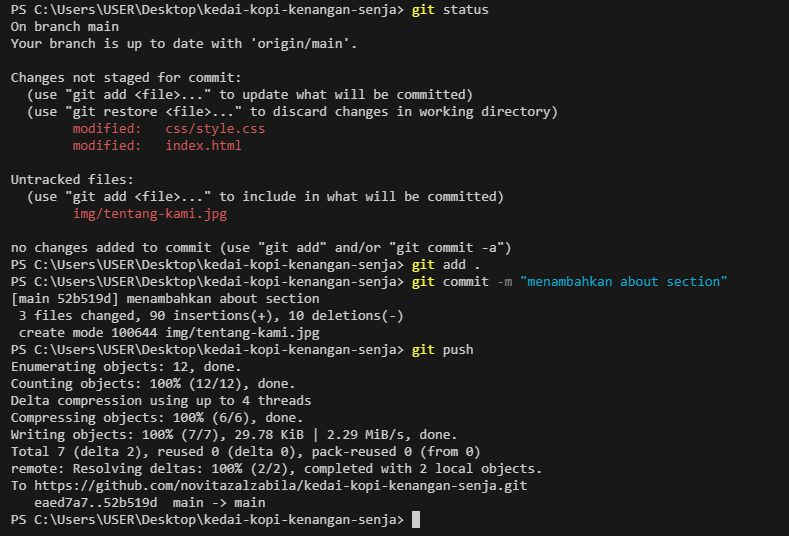 PS C:\Users\USER\Desktop\kedai-kopi-kenangan-senja> git status
On branch main
Your branch is up to date with 'origin/main'.

Changes not staged for commit:
  (use "git add <file>..." to update what will be committed)
  (use "git restore <file>..." to discard changes in working directory)
        modified:   css/style.css
        modified:   index.html

Untracked files:
  (use "git add <file>..." to include in what will be committed)
        img/tentang-kami.jpg

no changes added to commit (use "git add" and/or "git commit -a")
PS C:\Users\USER\Desktop\kedai-kopi-kenangan-senja> git add .
PS C:\Users\USER\Desktop\kedai-kopi-kenangan-senja> git commit -m "menambahkan about section"
[main 52b519d] menambahkan about section
 3 files changed, 90 insertions(+), 10 deletions(-)
 create mode 100644 img/tentang-kami.jpg
PS C:\Users\USER\Desktop\kedai-kopi-kenangan-senja> git push
Enumerating objects: 12, done.
Counting objects: 100% (12/12), done.
Delta compression using up to 4 threads
Compressing objects: 100% (6/6), done.
Writing objects: 100% (7/7), 29.78 KiB | 2.29 MiB/s, done.
Total 7 (delta 2), reused 0 (delta 0), pack-reused 0 (from 0)
remote: Resolving deltas: 100% (2/2), completed with 2 local objects.
To https://github.com/novitazalzabila/kedai-kopi-kenangan-senja.git
   eaed7a7..52b519d  main -> main
PS C:\Users\USER\Desktop\kedai-kopi-kenangan-senja>